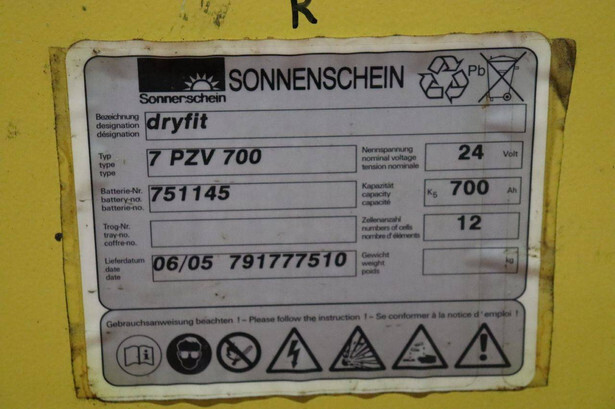 R
SONNENSCHEIN
Pb
Sonnenschein
Bezeichnung
designation
désignation
dryfit
Typ
type
type
7 PZV 700
Nennspannung
nominal voltage
tension nominale
24 Volt
Batterie-Nr.
battery-no.
batterie-no.
751145
Kapazität
capacity
capacité
K5 700 Ah
Trog-Nr.
tray-no.
coffre-no.
Zellenanzahl
numbers of cells
nombre d'éléments
12
Lieferdatum
date
date
06/05 791777510
Gewicht
weight
poids
kg
Gebrauchsanweisung beachten ! – Please follow the instruction ! – Se conformer à la notice d'emploi !